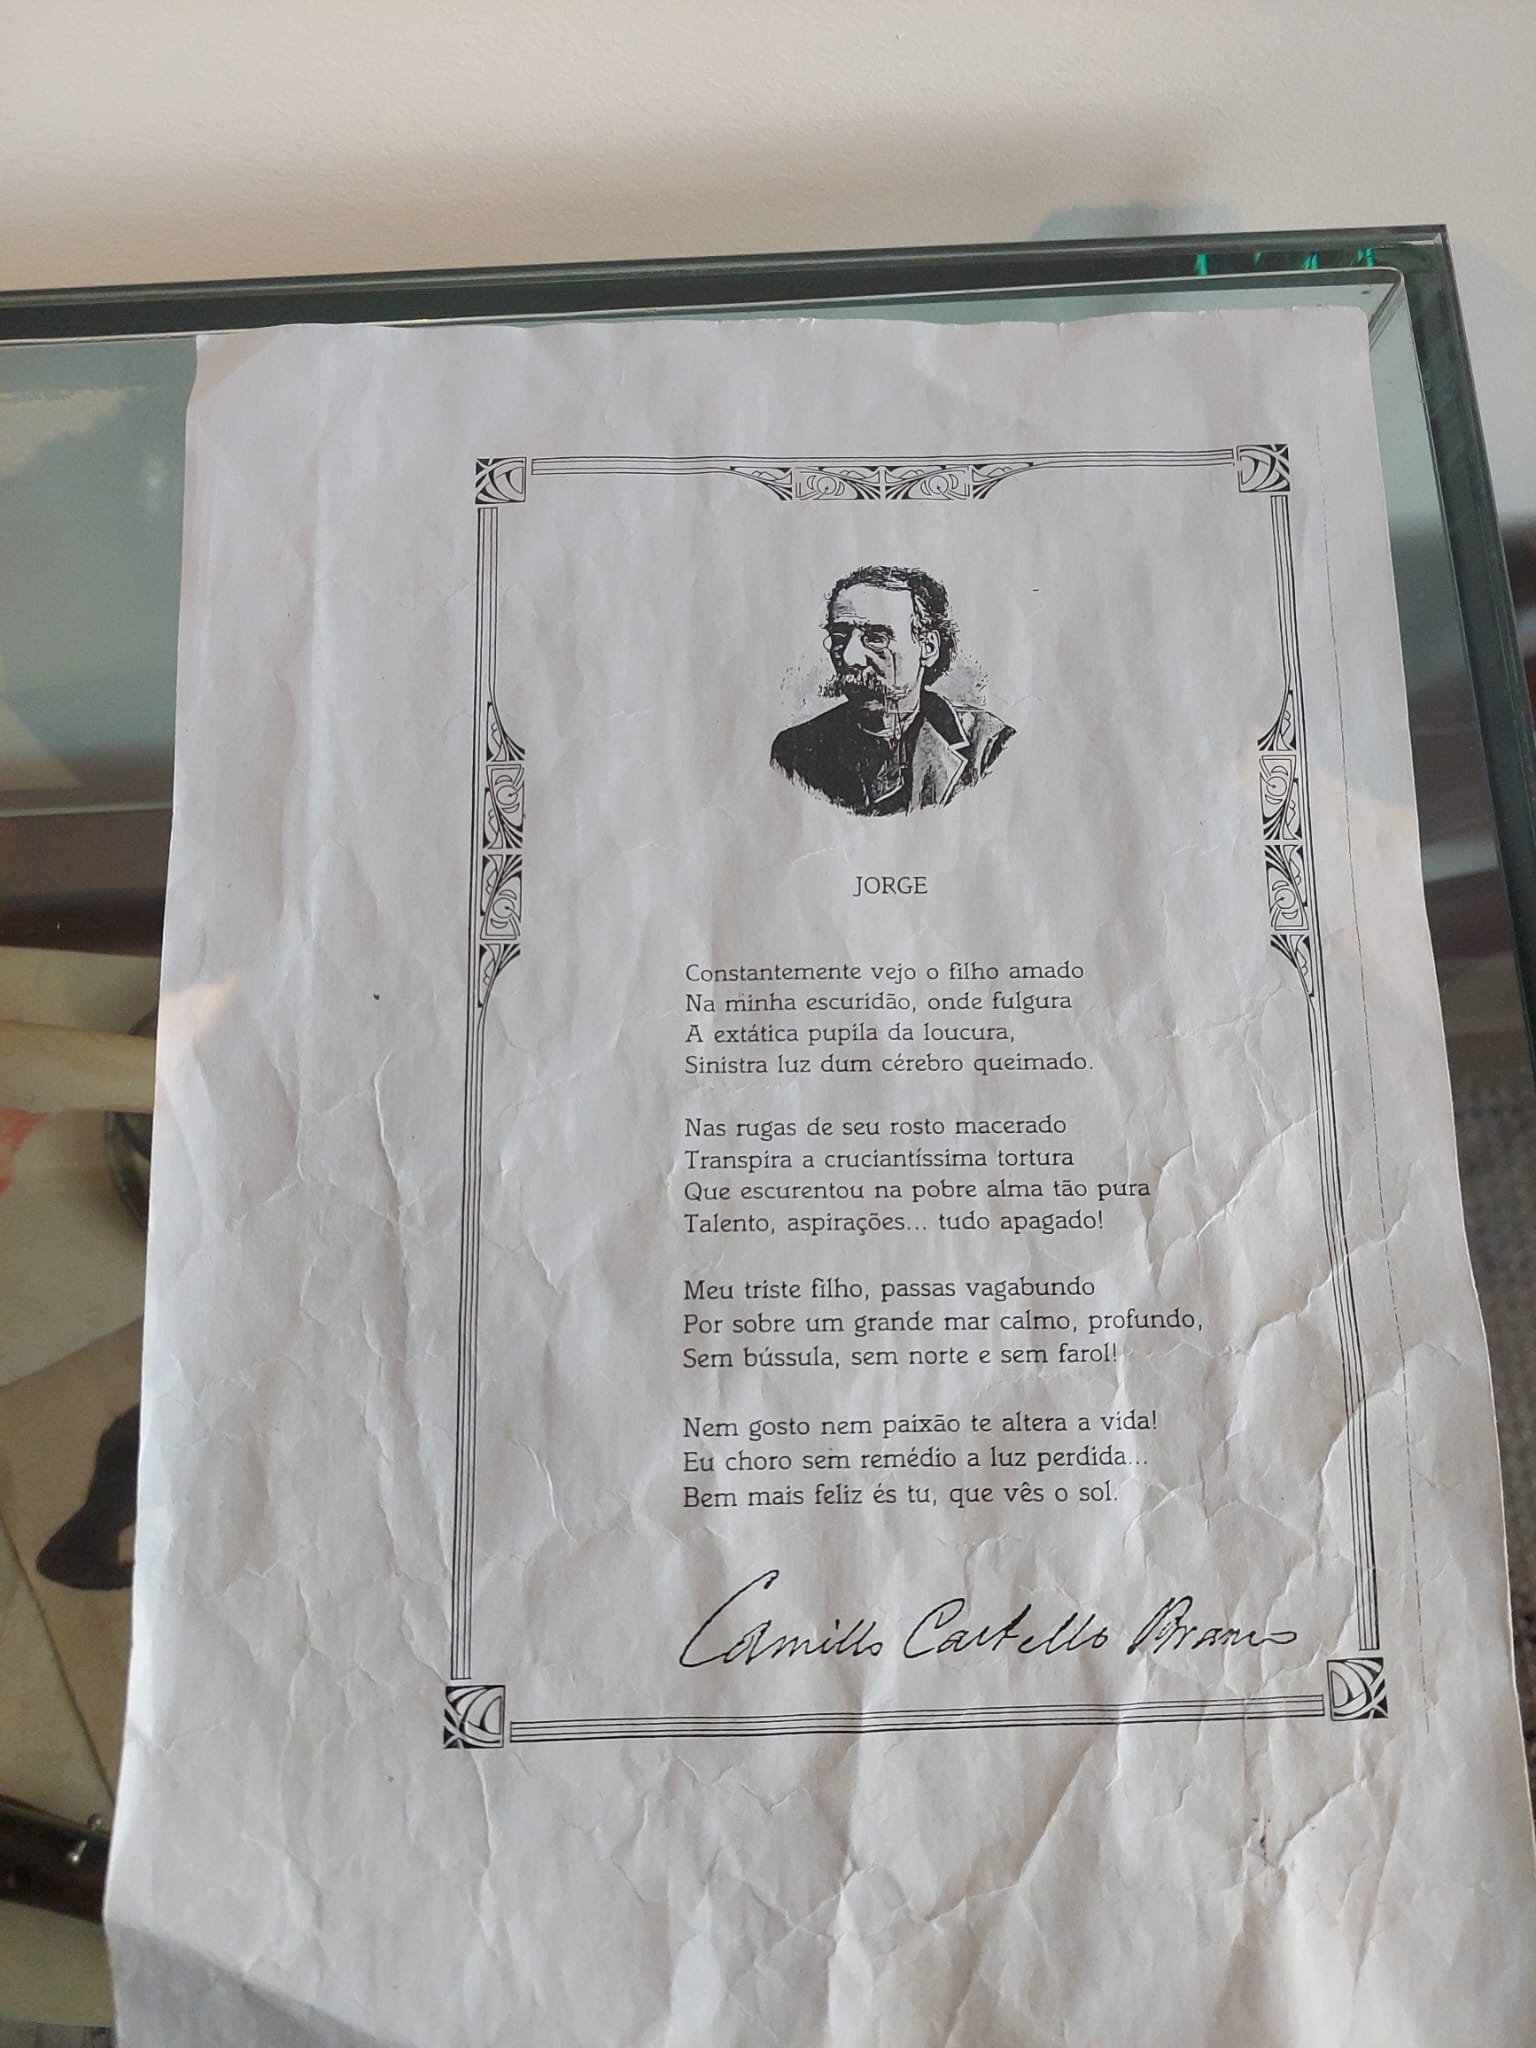 JORGE
Constantemente vejo o filho amado
Na minha escuridão, onde fulgura
A extática pupila da loucura,
Sinistra luz dum cérebro queimado.
Nas rugas de seu rosto macerado
Transpira a cruciantíssima tortura
Que escurentou na pobre alma tão pura
Talento, aspirações... tudo apagado!
Meu triste filho, passas vagabundo
Por sobre um grande mar calmo, profundo,
Sem bússula, sem norte e sem farol!
Nem gosto nem paixão te altera a vida!
Eu choro sem remédio a luz perdida...
Bem mais feliz és tu, que vês o sol.
Camillo Castello Branco